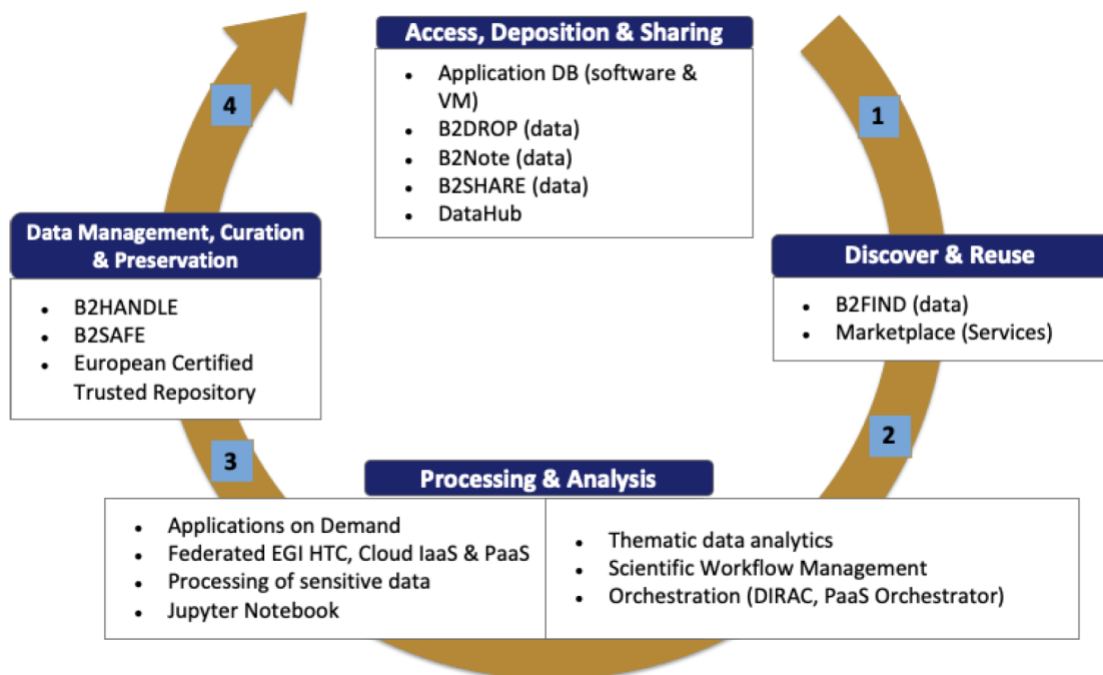 Access, Deposition & Sharing
• Application DB (software &
VM)
• B2DROP (data)
• B2Note (data)
• B2SHARE (data)
• DataHub
1
Discover & Reuse
• B2FIND (data)
• Marketplace (Services)
2
Processing & Analysis
• Applications on Demand
• Federated EGI HTC, Cloud IaaS & PaaS
• Processing of sensitive data
• Jupyter Notebook
• Thematic data analytics
• Scientific Workflow Management
• Orchestration (DIRAC, PaaS Orchestrator)
3
Data Management, Curation
& Preservation
• B2HANDLE
• B2SAFE
• European Certified
Trusted Repository
4